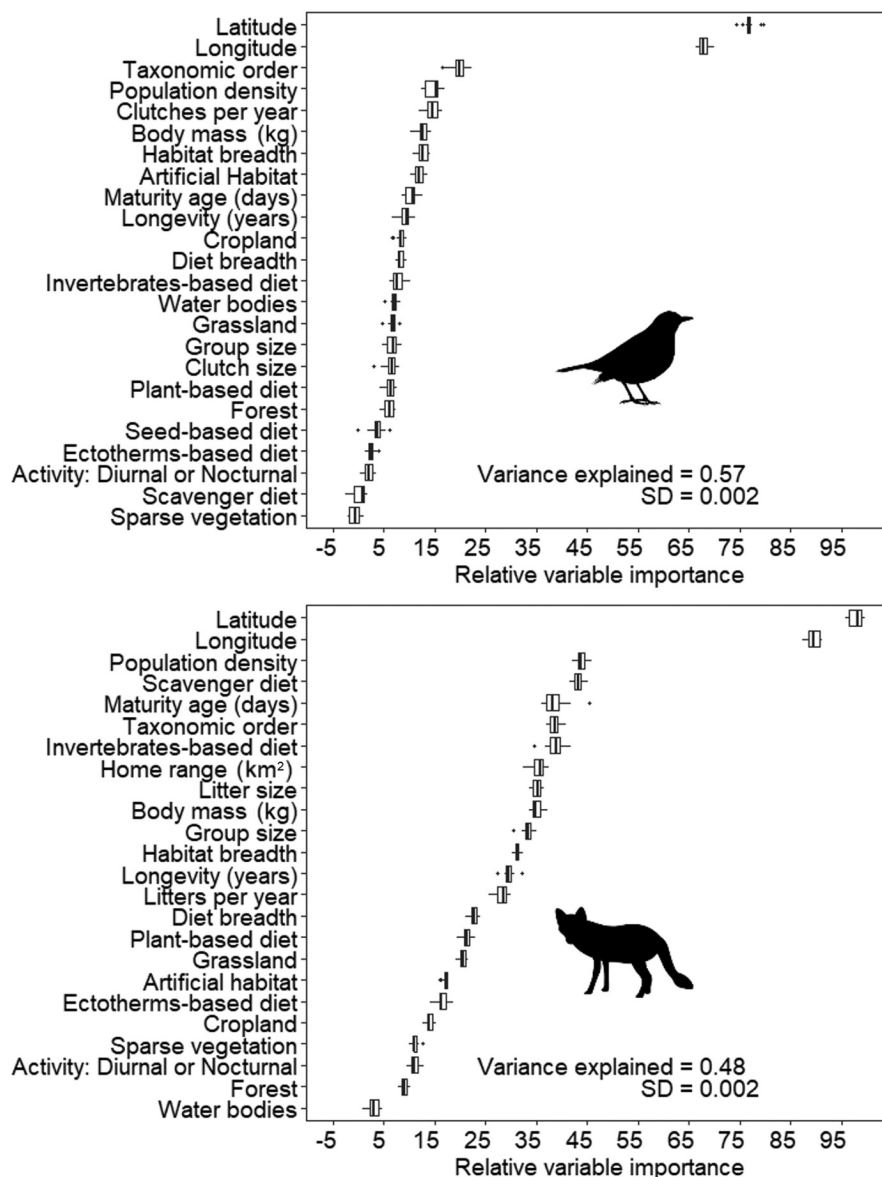 Latitude
Longitude
Taxonomic order
Population density
Clutches per year
Body mass (kg)
Habitat breadth
Artificial Habitat
Maturity age (days)
Longevity (years)
Cropland
Diet breadth
Invertebrates-based diet
Water bodies
Grassland
Group size
Clutch size
Plant-based diet
Forest
Seed-based diet
Ectotherms-based diet
Activity: Diurnal or Nocturnal
Scavenger diet
Sparse vegetation
Variance explained = 0.57
SD = 0.002
-5 5 15 25 35 45 55 65 75 85 95
Relative variable importance
Latitude
Longitude
Population density
Scavenger diet
Maturity age (days)
Taxonomic order
Invertebrates-based diet
Home range (km²)
Litter size
Body mass (kg)
Group size
Habitat breadth
Longevity (years)
Litters per year
Diet breadth
Plant-based diet
Grassland
Artificial habitat
Ectotherms-based diet
Cropland
Sparse vegetation
Activity: Diurnal or Nocturnal
Forest
Water bodies
Variance explained = 0.48
SD = 0.002
-5 5 15 25 35 45 55 65 75 85 95
Relative variable importance